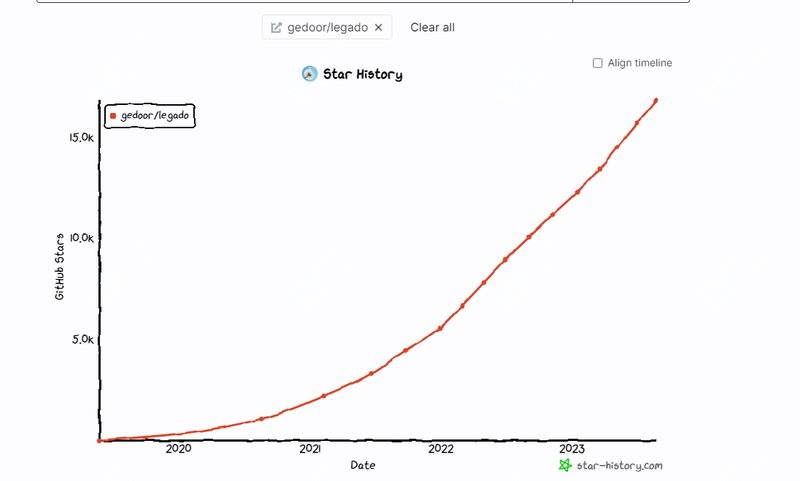 gedoor/legado × Clear all
Star History
Align timeline
gedoor/legado
15.0k
10.0k
5.0k
GitHub Stars
2020 2021 2022 2023
Date
star-history.com